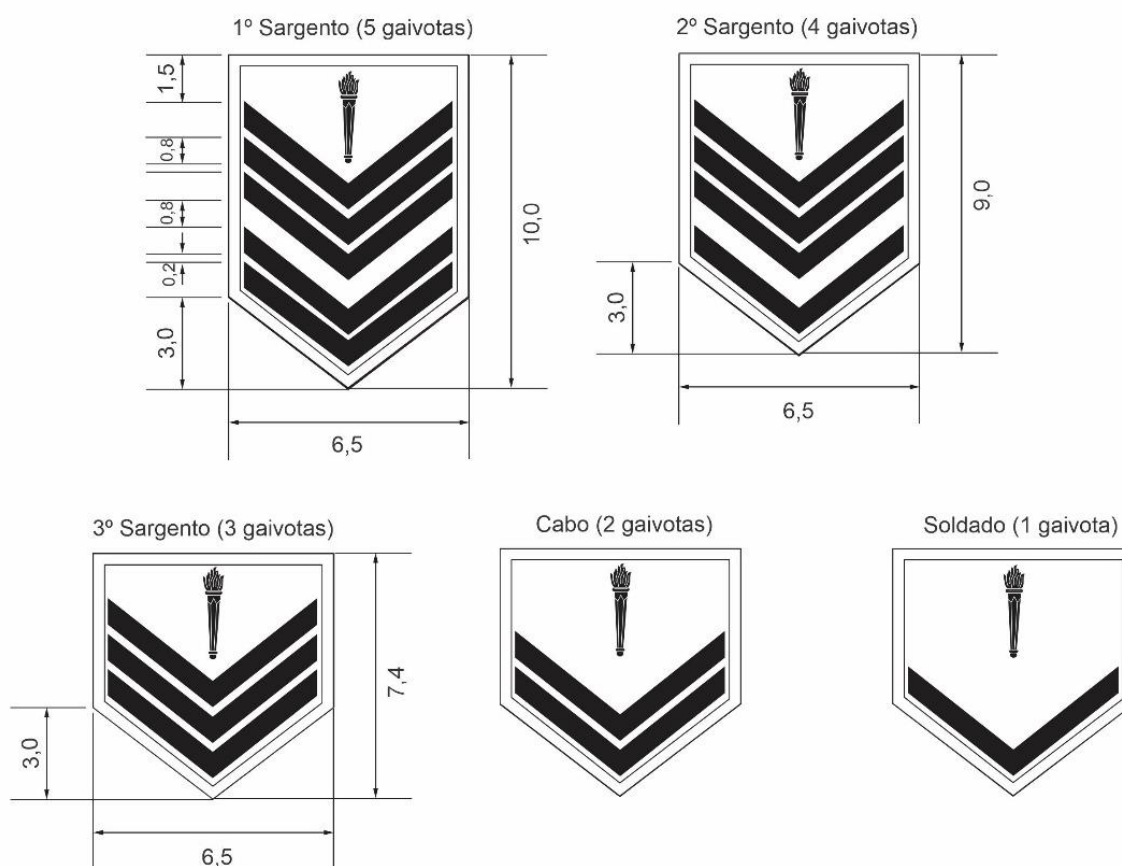 1º Sargento (5 gaivotas)
1,5
0,8
0,8
0,2
3,0
10,0
6,5
2º Sargento (4 gaivotas)
3,0
9,0
6,5
3º Sargento (3 gaivotas)
3,0
7,4
6,5
Cabo (2 gaivotas)
Soldado (1 gaivota)